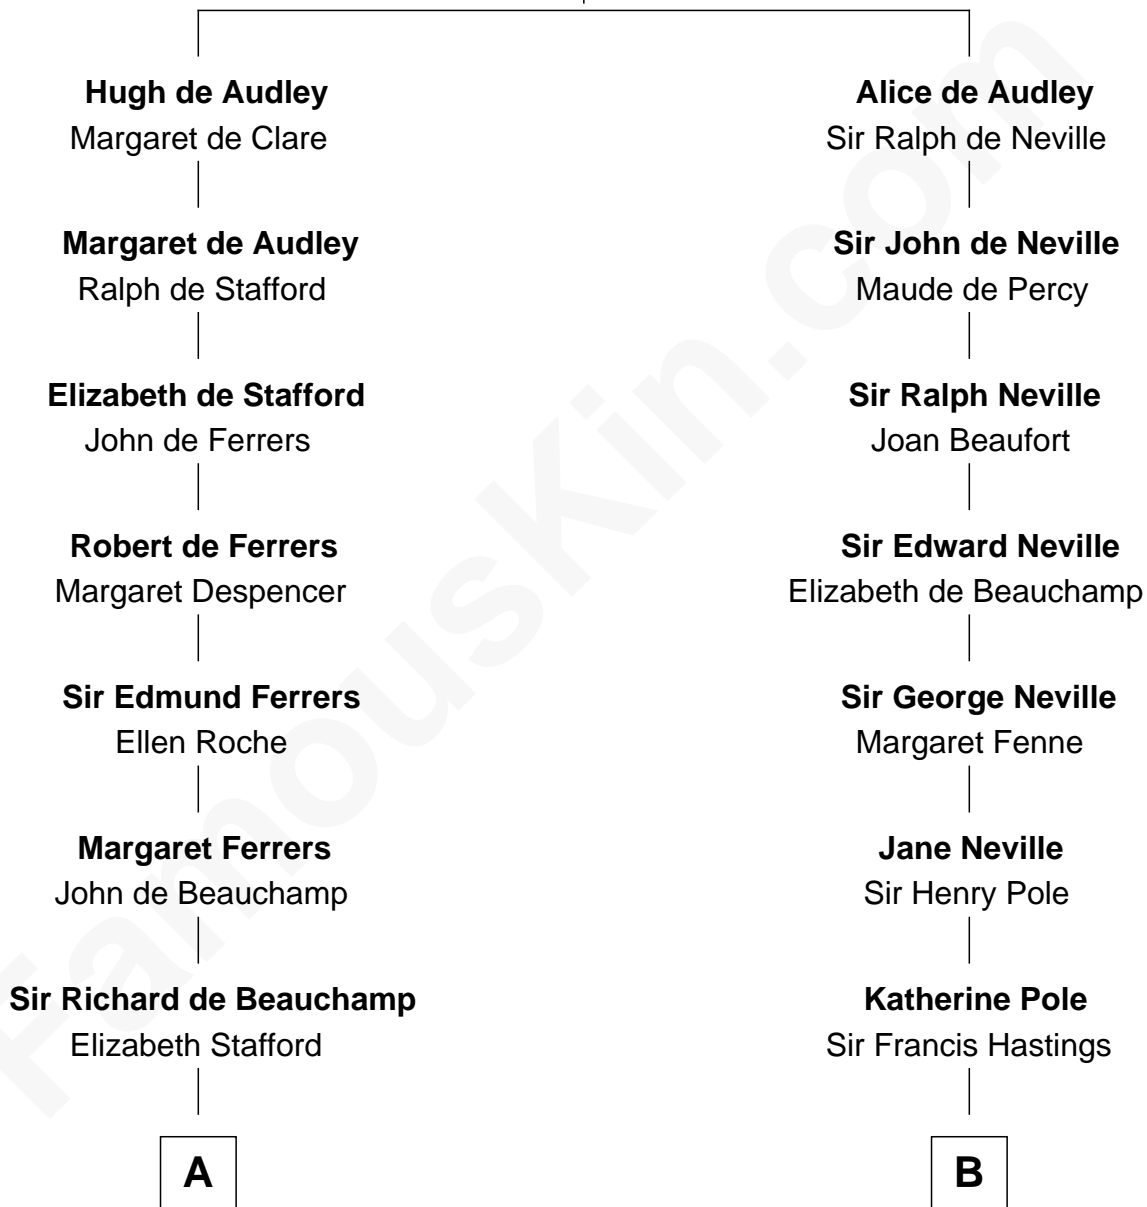 Hugh de Audley
Margaret de Clare
Margaret de Audley
Ralph de Stafford
Elizabeth de Stafford
John de Ferrers
Robert de Ferrers
Margaret Despencer
Sir Edmund Ferrers
Ellen Roche
Margaret Ferrers
John de Beauchamp
Sir Richard de Beauchamp
Elizabeth Stafford
A
Alice de Audley
Sir Ralph de Neville
Sir John de Neville
Maude de Percy
Sir Ralph Neville
Joan Beaufort
Sir Edward Neville
Elizabeth de Beauchamp
Sir George Neville
Margaret Fenne
Jane Neville
Sir Henry Pole
Katherine Pole
Sir Francis Hastings
B
FamousKin.com